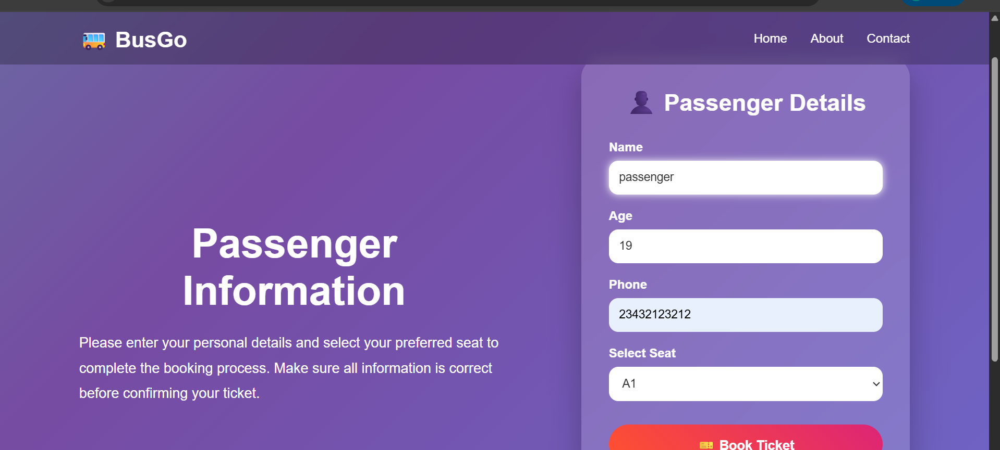 BusGo
Home About Contact
Passenger
Information
Please enter your personal details and select your preferred seat to
complete the booking process. Make sure all information is correct
before confirming your ticket.
Passenger Details
Name
passenger
Age
19
Phone
23432123212
Select Seat
A1
Book Ticket